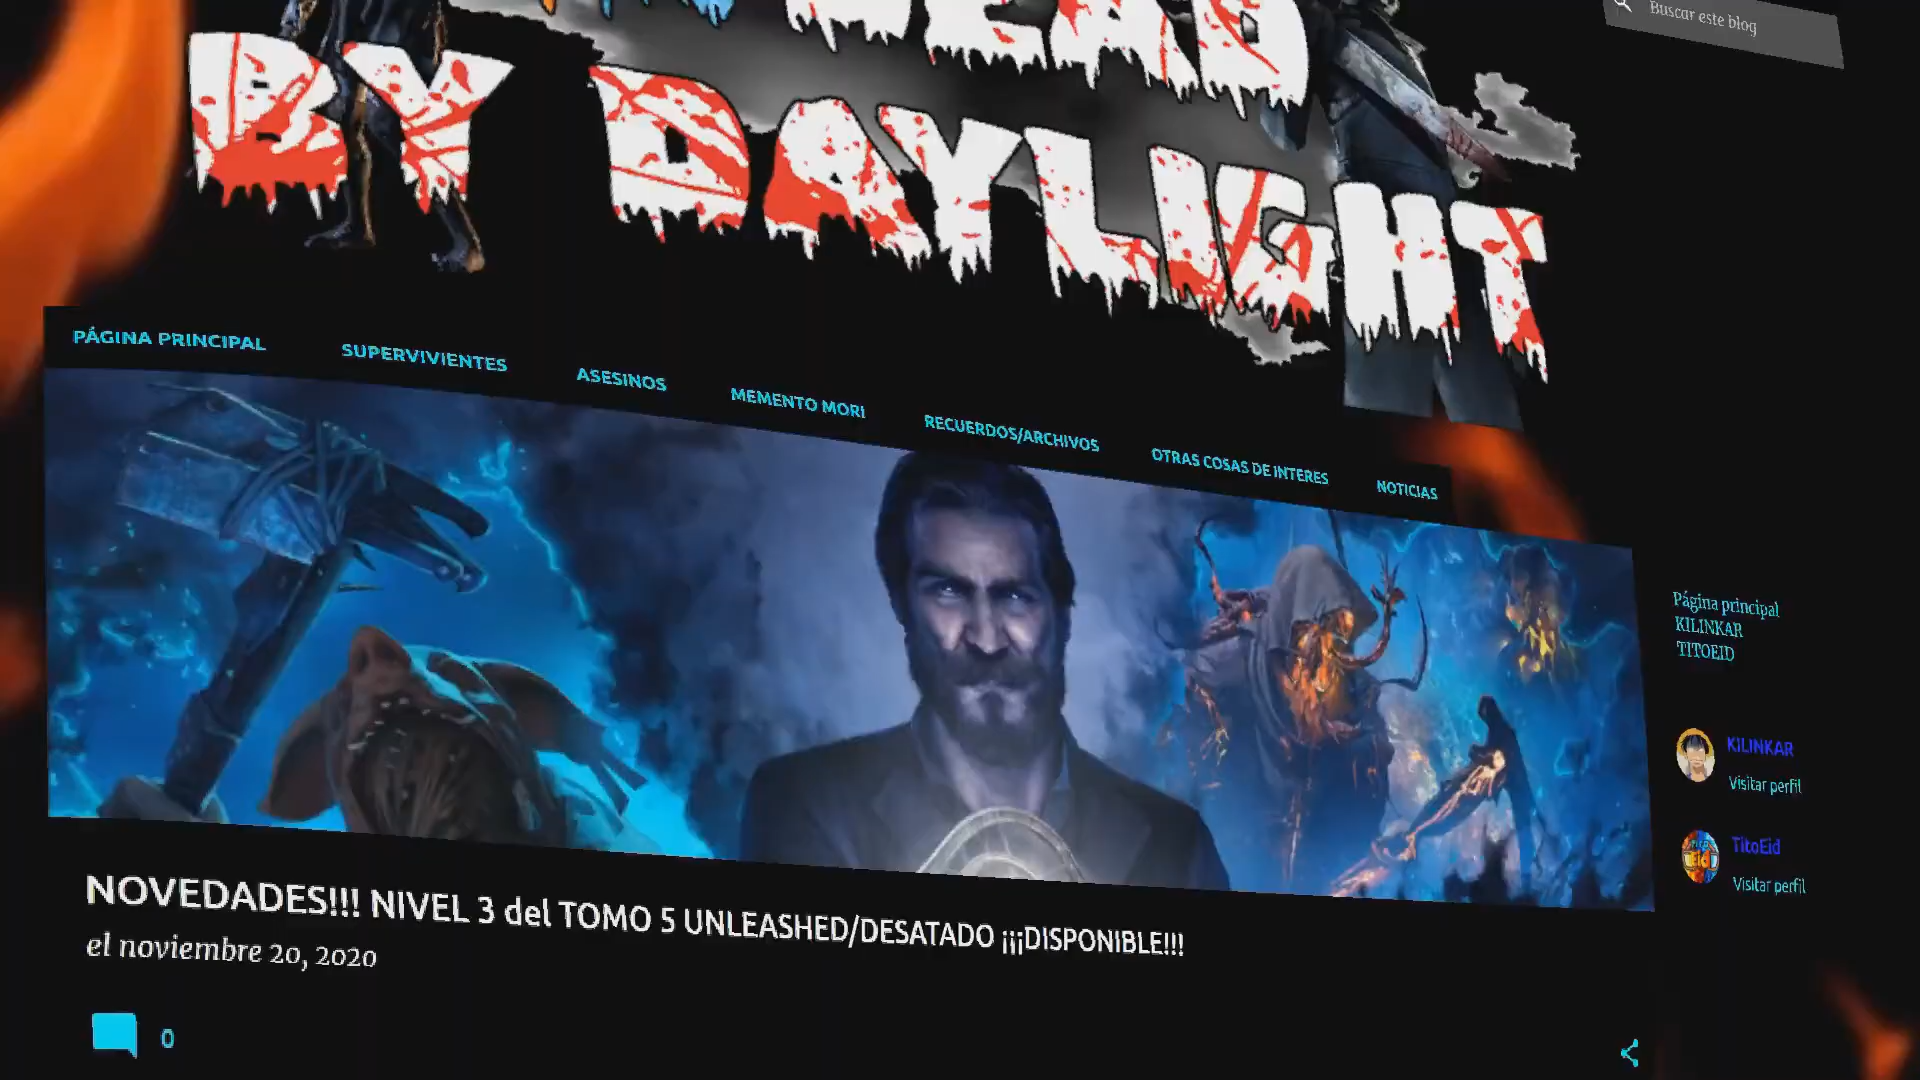 Buscar este blog
DEAD
BY DAYLIGHT
PÁGINA PRINCIPAL
SUPERVIVIENTES
ASESINOS
MEMENTO MORI
RECUERDOS/ARCHIVOS
OTRAS COSAS DE INTERES
NOTICIAS
Página principal
KILINKAR
TITOEID
KILINKAR
Visitar perfil
TitoEid
Visitar perfil
NOVEDADES!!! NIVEL 3 del TOMO 5 UNLEASHED/DESATADO ¡¡¡DISPONIBLE!!!
el noviembre 20, 2020
0